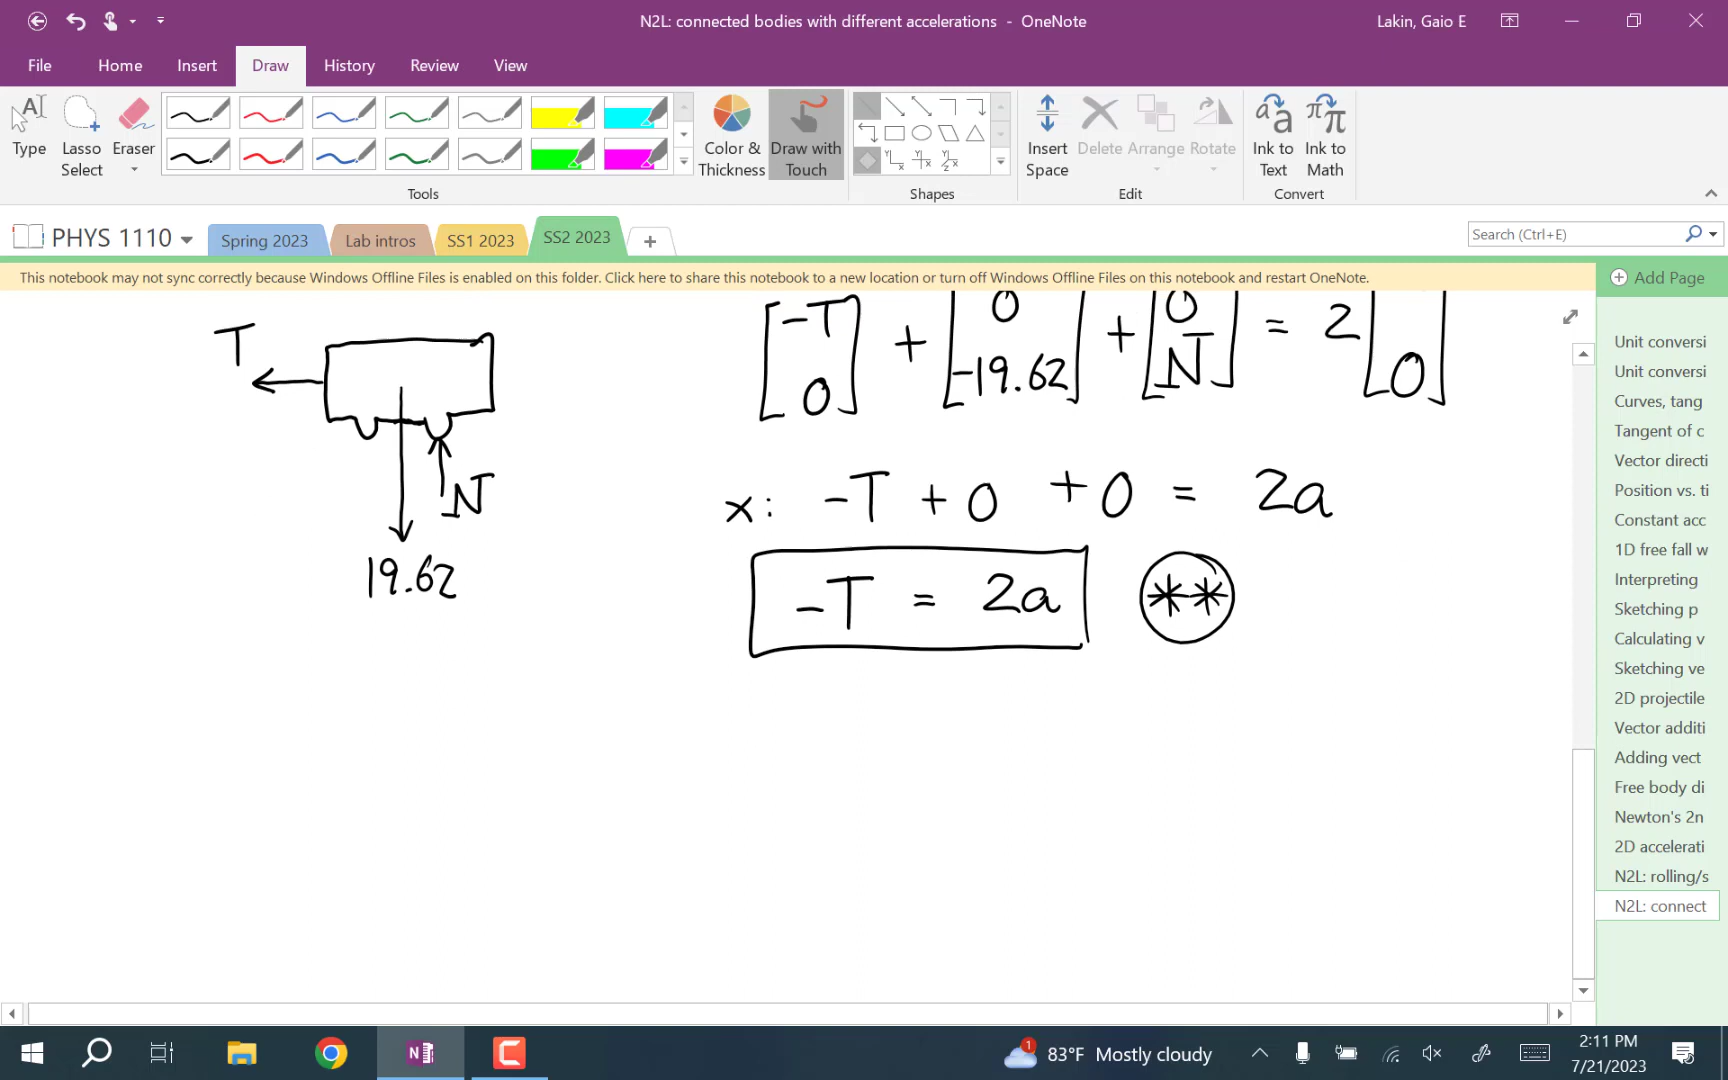 N2L: connected bodies with different accelerations - OneNote
Lakin, Gaio E
File Home Insert Draw History Review View
Type
Lasso Select
Eraser
Color & Thickness
Draw with Touch
Insert Space
Delete
Arrange
Rotate
Ink to Text
Ink to Math
Tools
Shapes
Edit
Convert
PHYS 1110
Spring 2023
Lab intros
SS1 2023
SS2 2023
Search (Ctrl+E)
This notebook may not sync correctly because Windows Offline Files is enabled on this folder. Click here to share this notebook to a new location or turn off Windows Offline Files on this notebook and restart OneNote.
Add Page
Unit conversi
Unit conversi
Curves, tang
Tangent of c
Vector directi
Position vs. ti
Constant acc
1D free fall w
Interpreting
Sketching p
Calculating v
Sketching ve
2D projectile
Vector additi
Adding vect
Free body di
Newton's 2n
2D accelerati
N2L: rolling/s
N2L: connect
T
N
19.62
[-T 0] + [0 -19.62] + [0 N] = 2[ 0]
x: -T + 0 + 0 = 2a
-T = 2a **
1
83°F Mostly cloudy
2:11 PM
7/21/2023